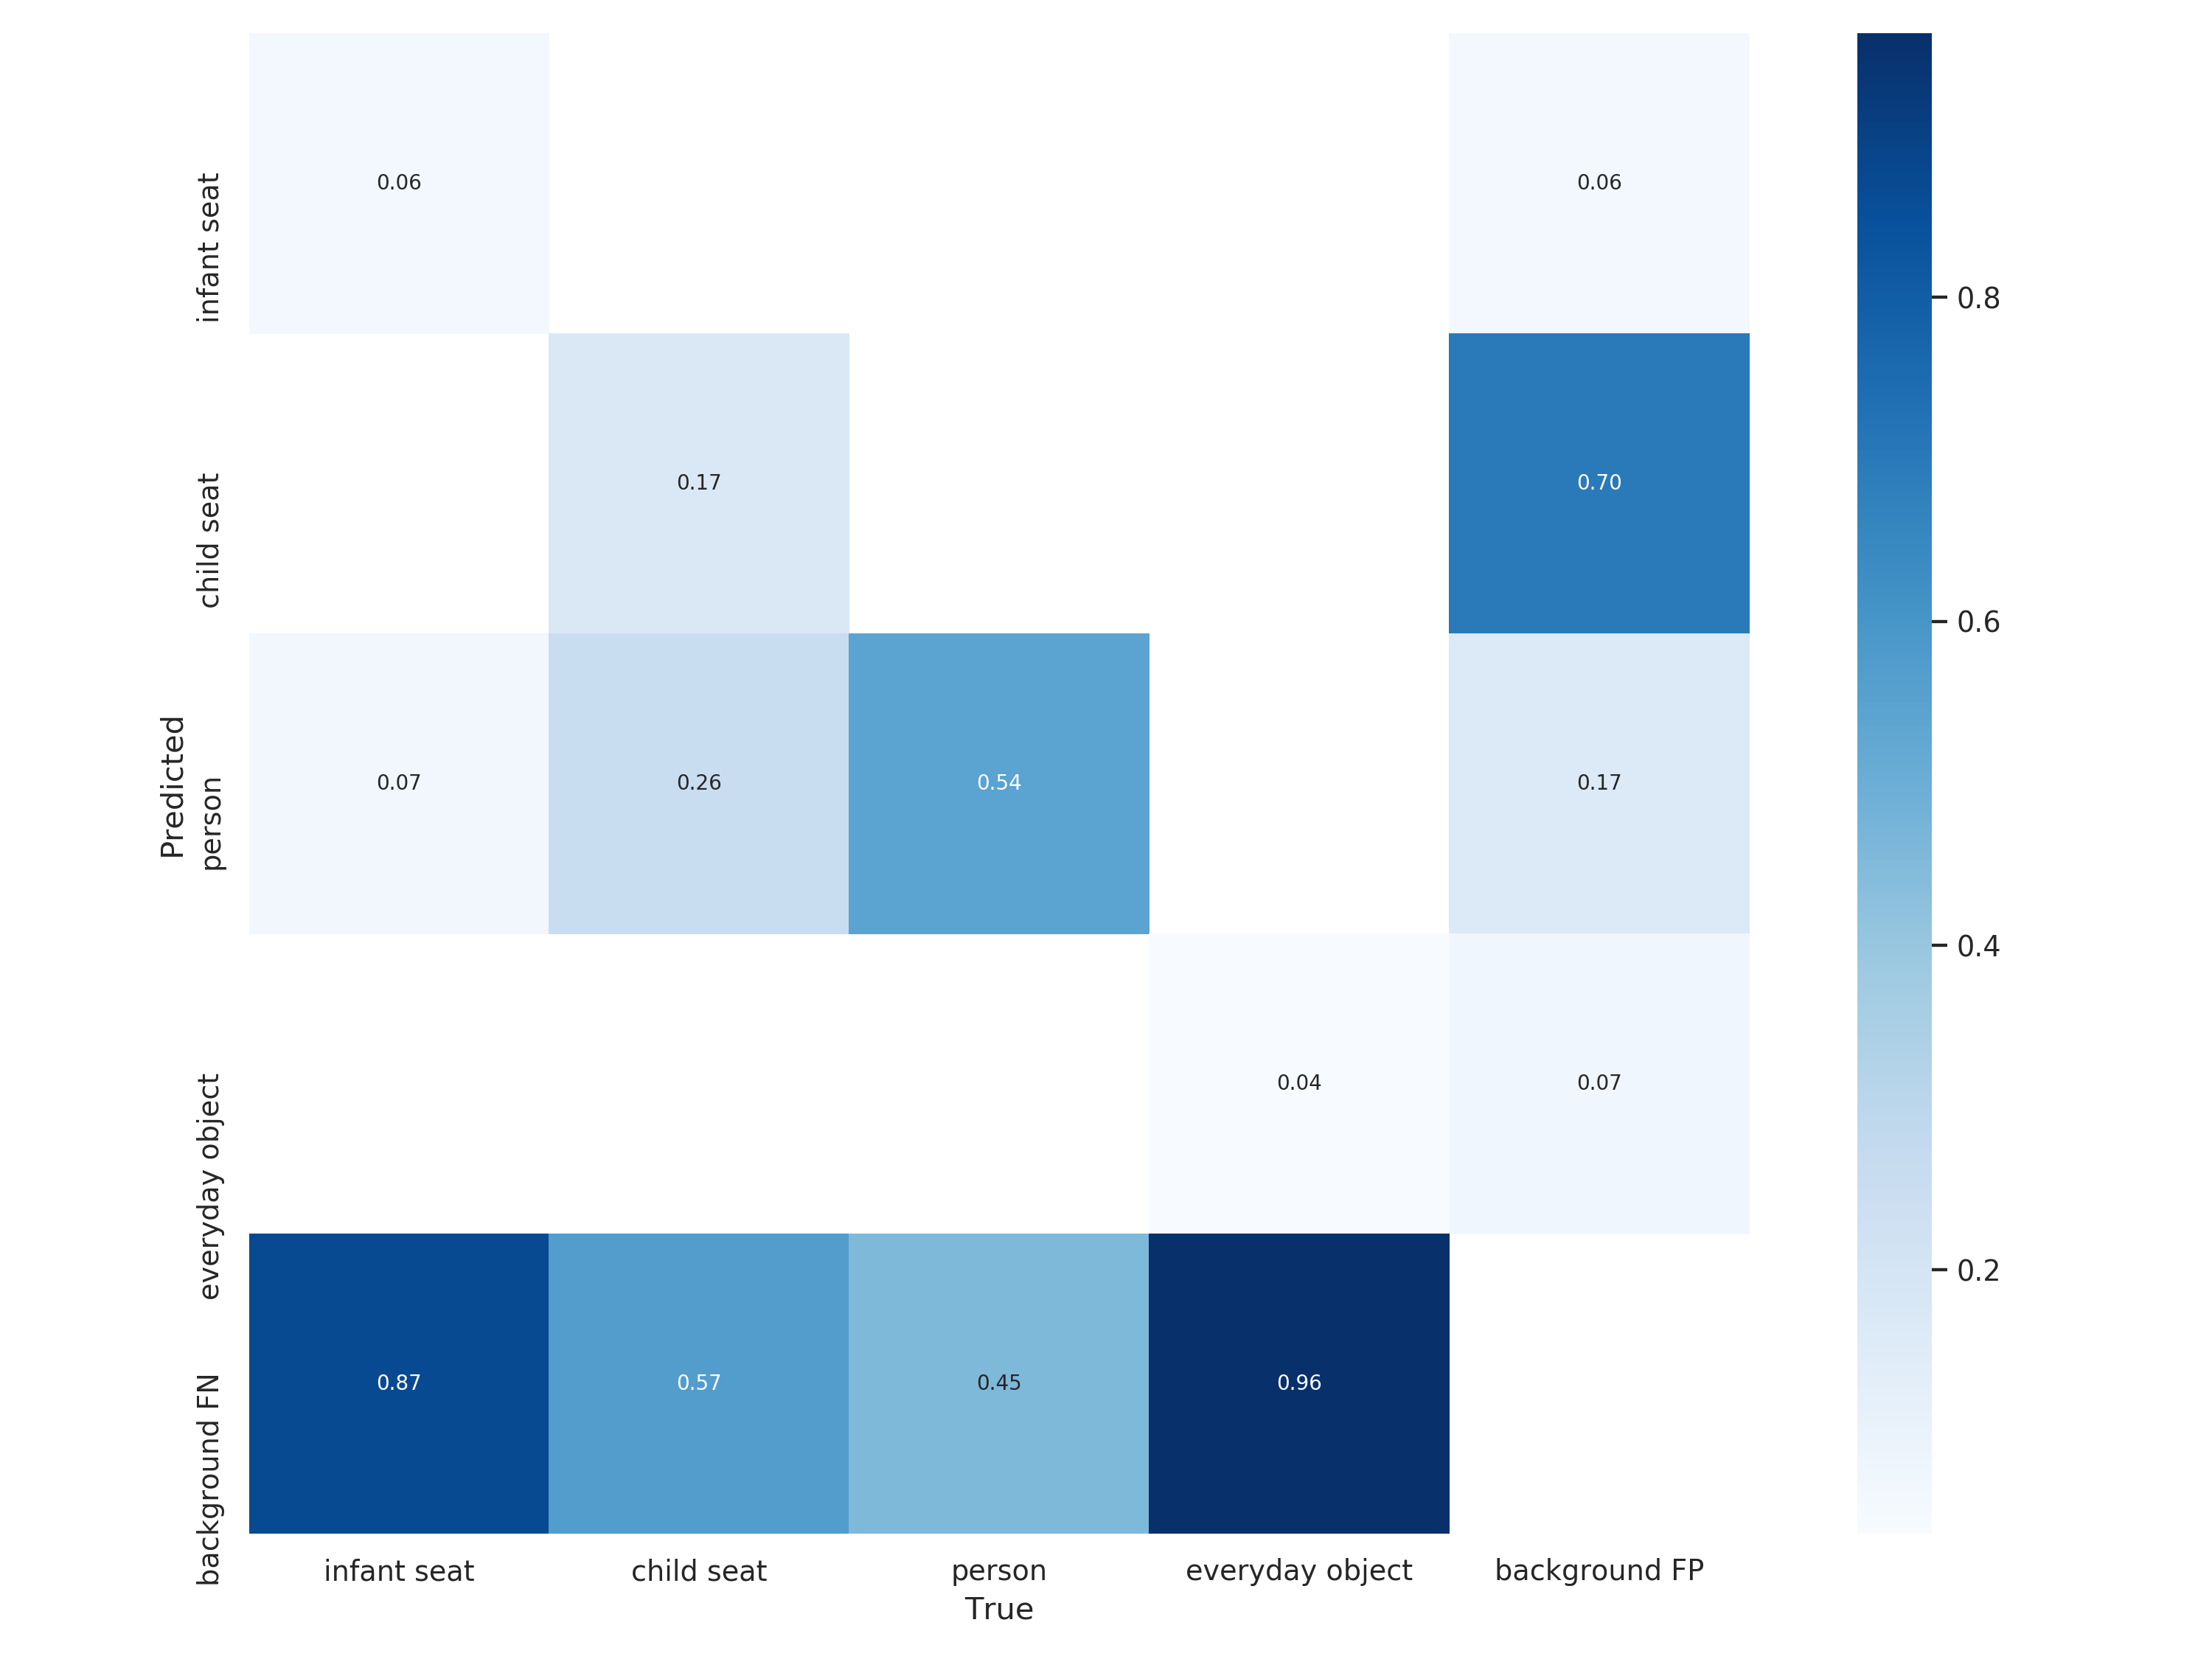 infant seat
0.06
0.06
0.8
child seat
0.17
0.70
0.6
Predicted
person
0.07
0.26
0.54
0.17
0.4
everyday object
0.04
0.07
0.2
background FN
0.87
0.57
0.45
0.96
infant seat
child seat
person
everyday object
background FP
True